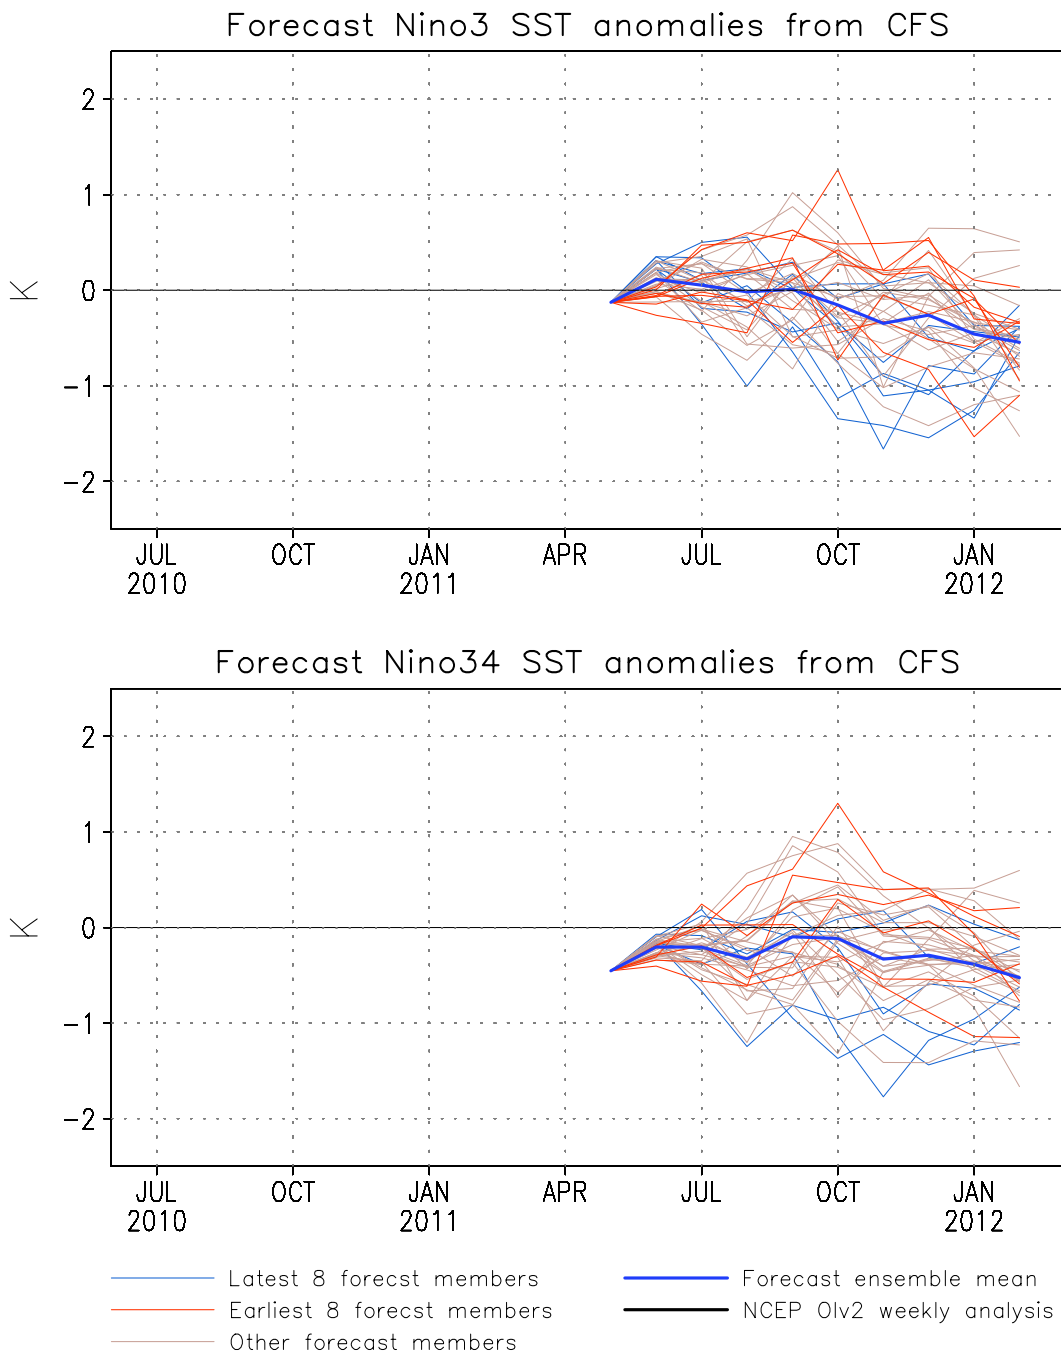 Forecast Nino3 SST anomalies from CFS
K
2
1
0
-1
-2
JUL OCT JAN APR JUL OCT JAN
2010 2011 2012
Forecast Nino34 SST anomalies from CFS
K
2
1
0
-1
-2
JUL OCT JAN APR JUL OCT JAN
2010 2011 2012
Latest 8 forecst members Forecast ensemble mean
Earliest 8 forecst members NCEP OIv2 weekly analysis
Other forecast members